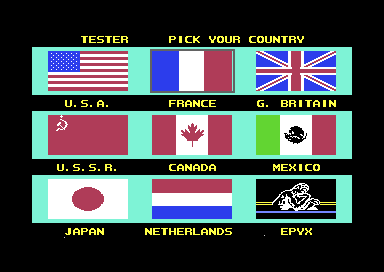 TESTER PICK YOUR COUNTRY
U.S.A. FRANCE G. BRITAIN
U.S.S.R. CANADA MEXICO
JAPAN NETHERLANDS EPYX